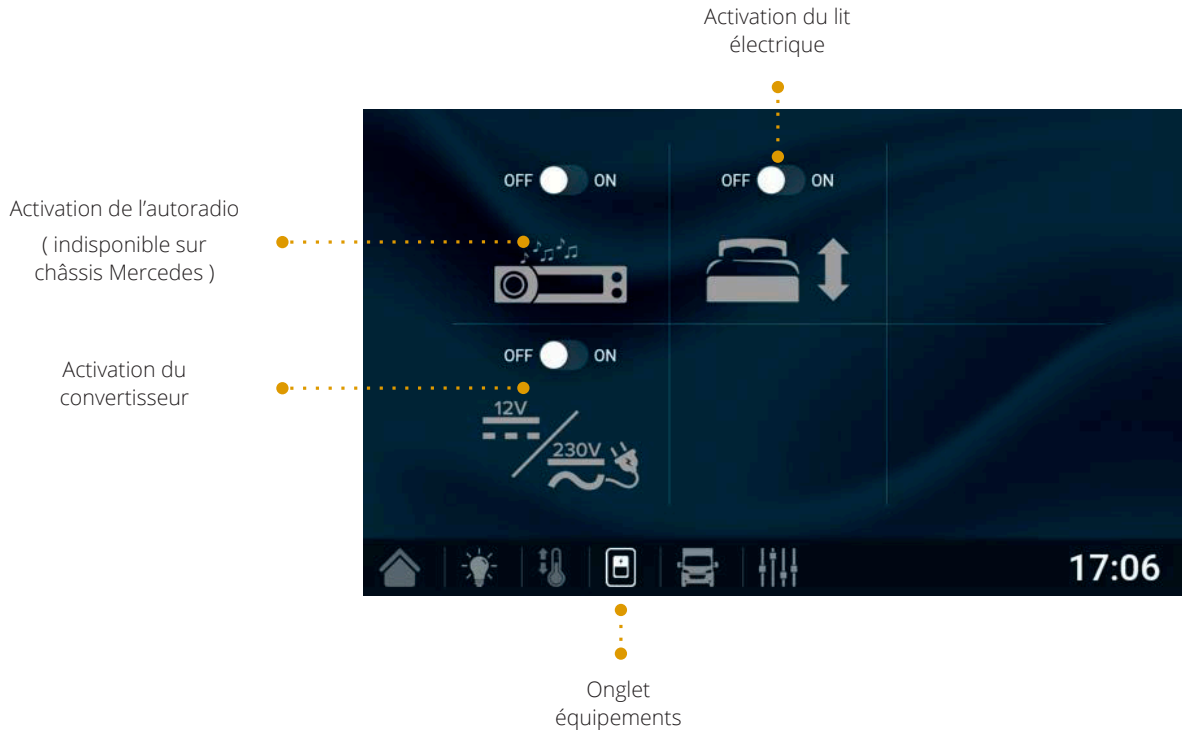 Activation du lit
électrique
OFF ON
OFF ON
Activation de l’autoradio
( indisponible sur
châssis Mercedes )
OFF ON
Activation du
convertisseur
12V
230V
17:06
Onglet
équipements